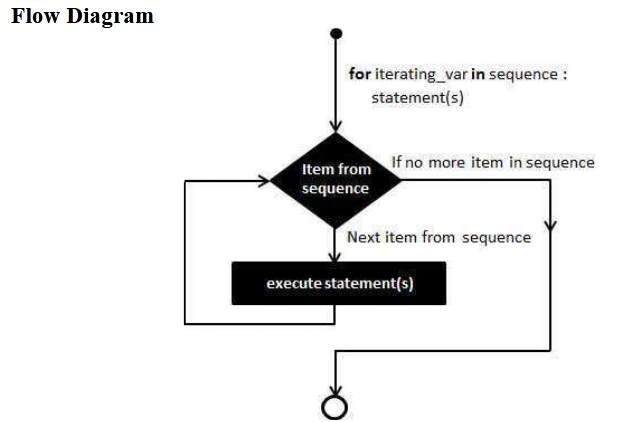 Flow Diagram
for iterating_var in sequence :
statement(s)
If no more item in sequence
Item from
sequence
Next item from sequence
execute statement(s)